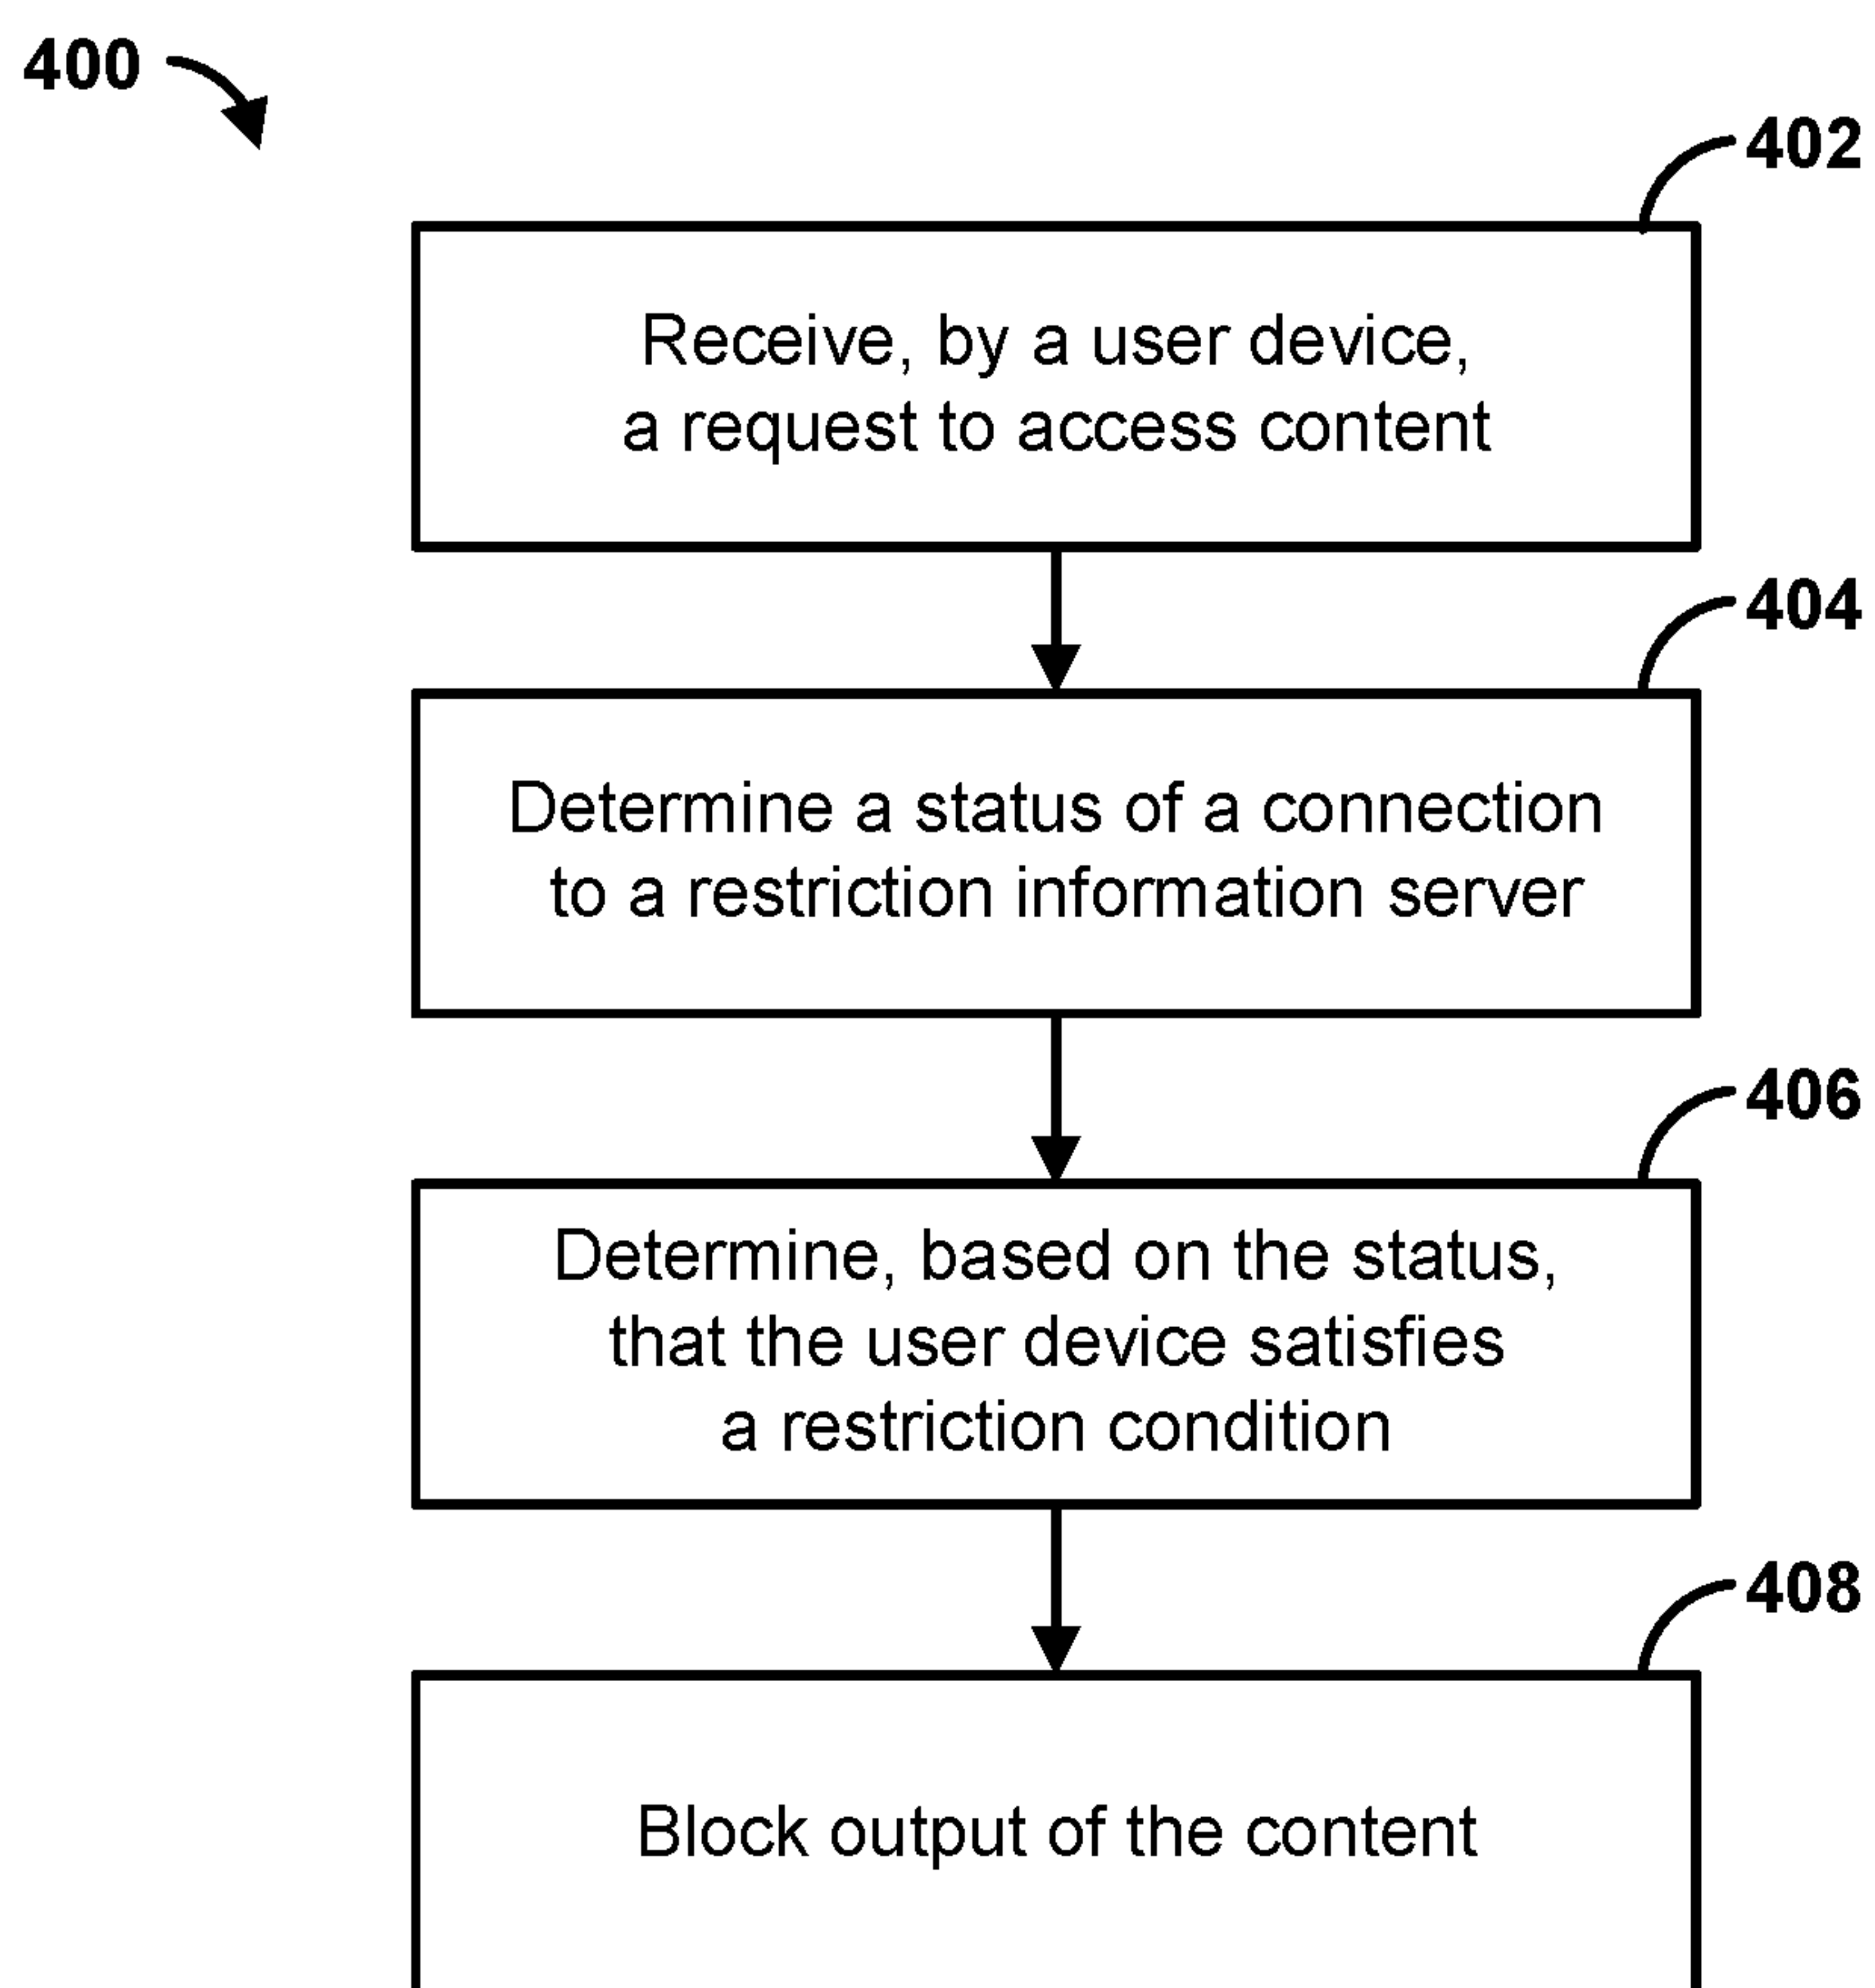 400
402
Receive, by a user device,
a request to access content
404
Determine a status of a connection
to a restriction information server
406
Determine, based on the status,
that the user device satisfies
a restriction condition
408
Block output of the content